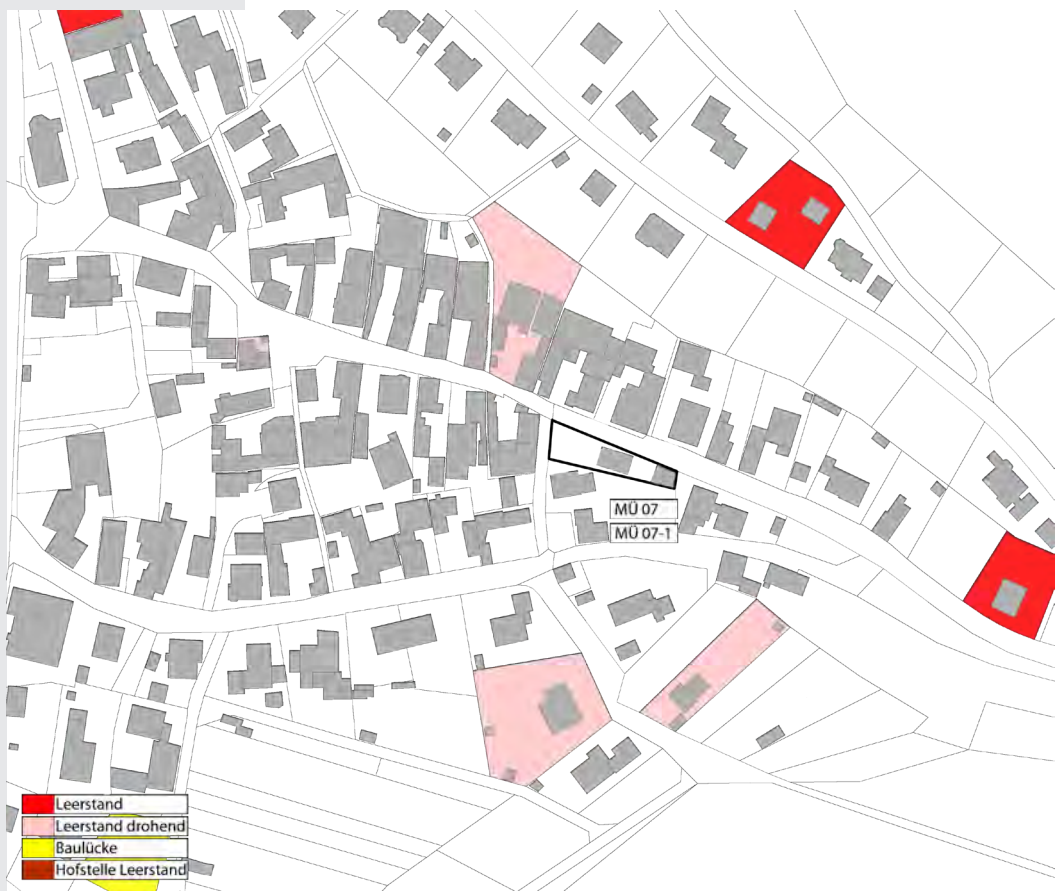 MÜ 07
MÜ 07-1
Leerstand
Leerstand drohend
Baulücke
Hofstelle Leerstand